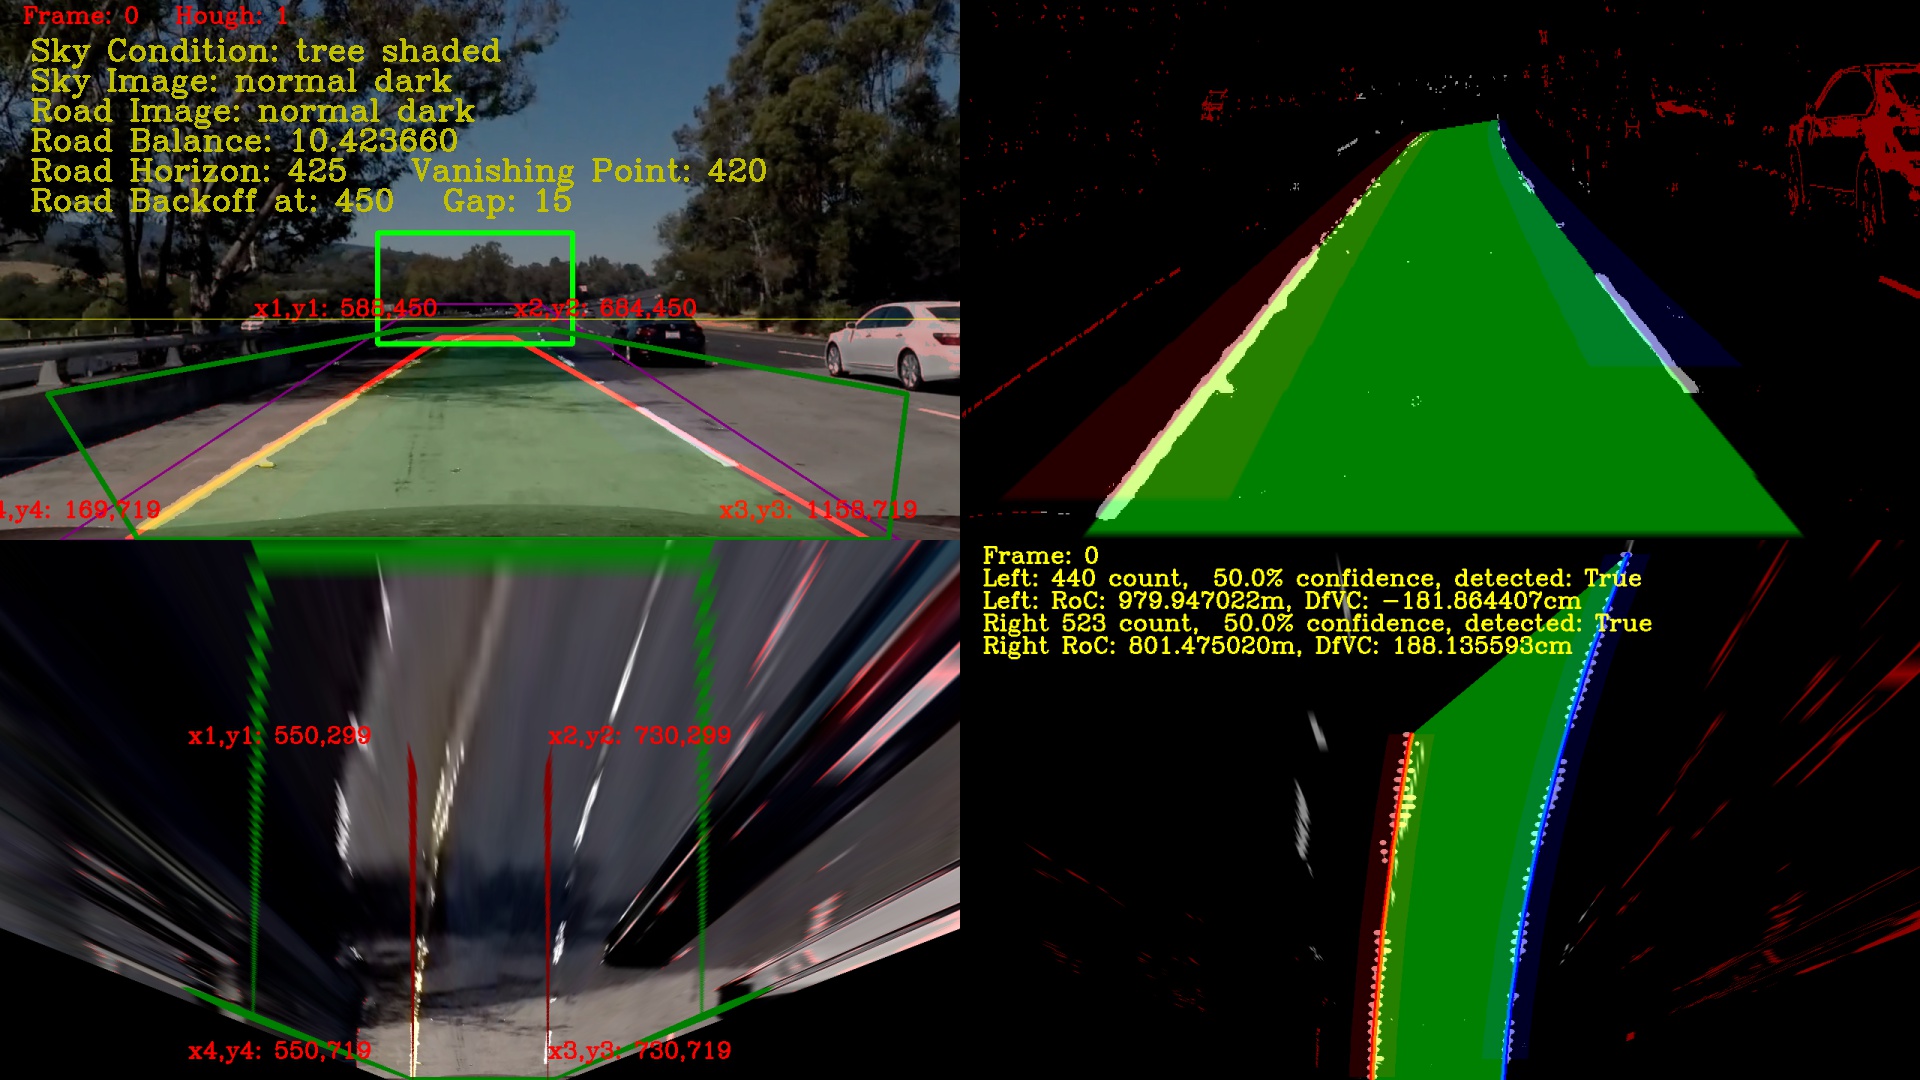 Frame: 0   Hough: 1
Sky Condition: tree shaded
Sky Image: normal dark
Road Image: normal dark
Road Balance: 10.423660
Road Horizon: 425   Vanishing Point: 420
Road Backoff at: 450   Gap: 15
x1,y1: 588,450   x2,y2: 684,450
4,y4: 169,719   x3,y3: 1158,719
x1,y1: 550,299   x2,y2: 730,299
x4,y4: 550,719   x3,y3: 730,719
Frame: 0
Left: 440 count,  50.0% confidence, detected: True
Left: RoC: 979.947022m, DfVC: -181.864407cm
Right 523 count,  50.0% confidence, detected: True
Right RoC: 801.475020m, DfVC: 188.135593cm